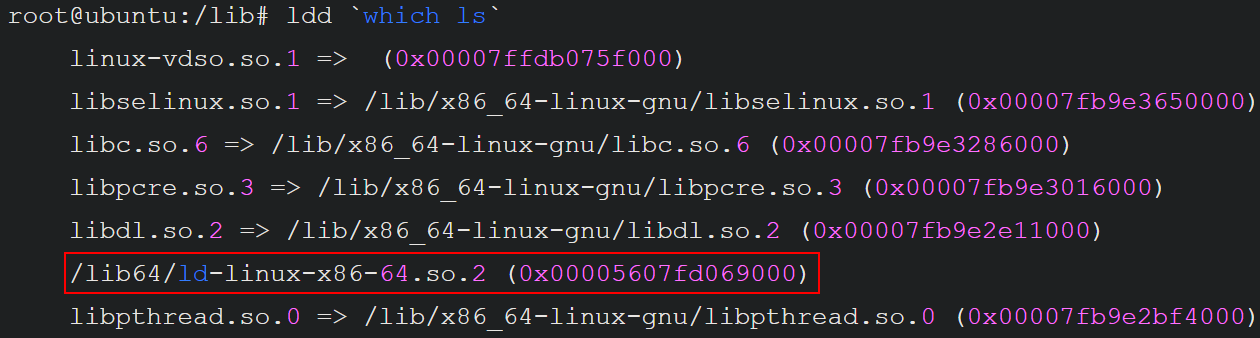 root@ubuntu:/lib# ldd `which ls`
linux-vdso.so.1 =>  (0x00007ffdb075f000)
libselinux.so.1 => /lib/x86_64-linux-gnu/libselinux.so.1 (0x00007fb9e3650000)
libc.so.6 => /lib/x86_64-linux-gnu/libc.so.6 (0x00007fb9e3286000)
libpcre.so.3 => /lib/x86_64-linux-gnu/libpcre.so.3 (0x00007fb9e3016000)
libdl.so.2 => /lib/x86_64-linux-gnu/libdl.so.2 (0x00007fb9e2e11000)
/lib64/ld-linux-x86-64.so.2 (0x00005607fd069000)
libpthread.so.0 => /lib/x86_64-linux-gnu/libpthread.so.0 (0x00007fb9e2bf4000)